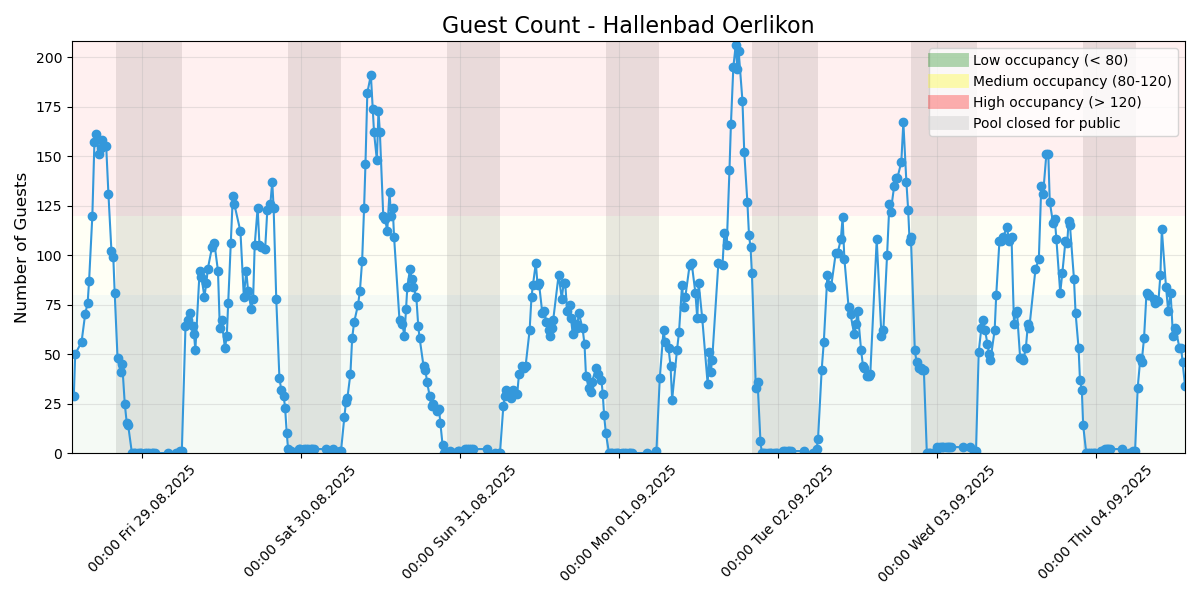 Guest Count - Hallenbad Oerlikon
Number of Guests
200
175
150
125
100
75
50
25
0
Low occupancy (< 80)
Medium occupancy (80-120)
High occupancy (> 120)
Pool closed for public
00:00 Fri 29.08.2025
00:00 Sat 30.08.2025
00:00 Sun 31.08.2025
00:00 Mon 01.09.2025
00:00 Tue 02.09.2025
00:00 Wed 03.09.2025
00:00 Thu 04.09.2025